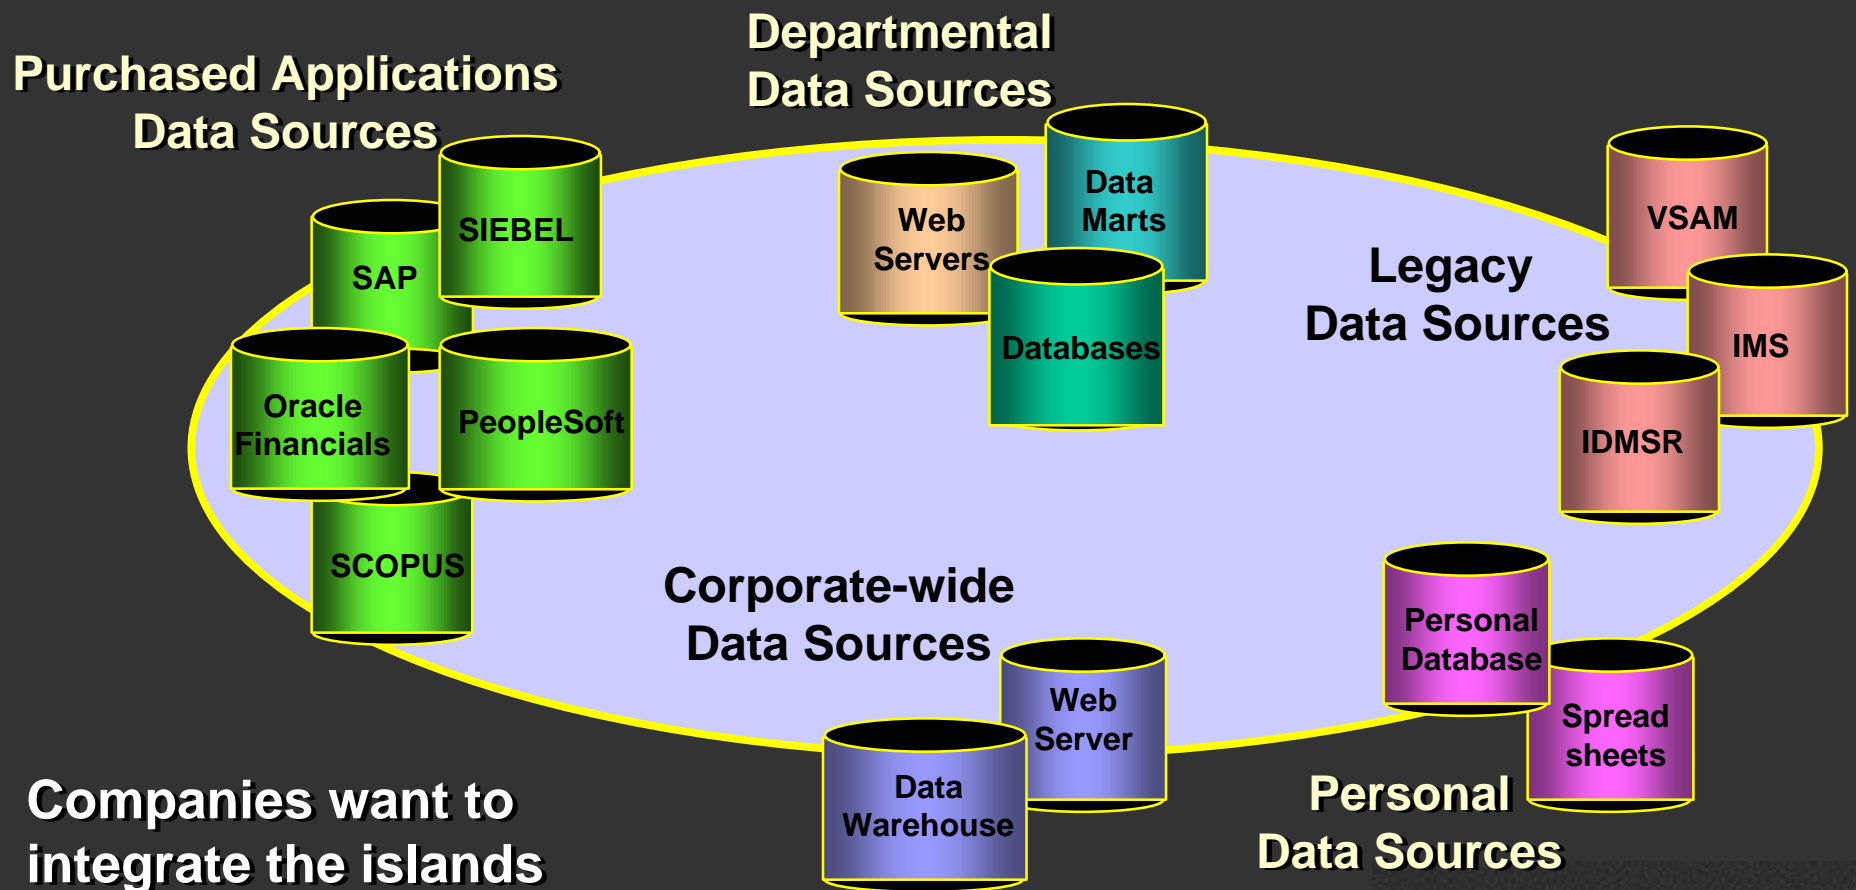 Departmental
Data Sources
Purchased Applications
Data Sources
SIEBEL
SAP
Oracle
Financials
PeopleSoft
SCOPUS
Web
Servers
Data
Marts
Databases
Legacy
Data Sources
VSAM
IMS
IDMSR
Corporate-wide
Data Sources
Web
Server
Data
Warehouse
Personal
Database
Spread
sheets
Personal
Data Sources
Companies want to
integrate the islands